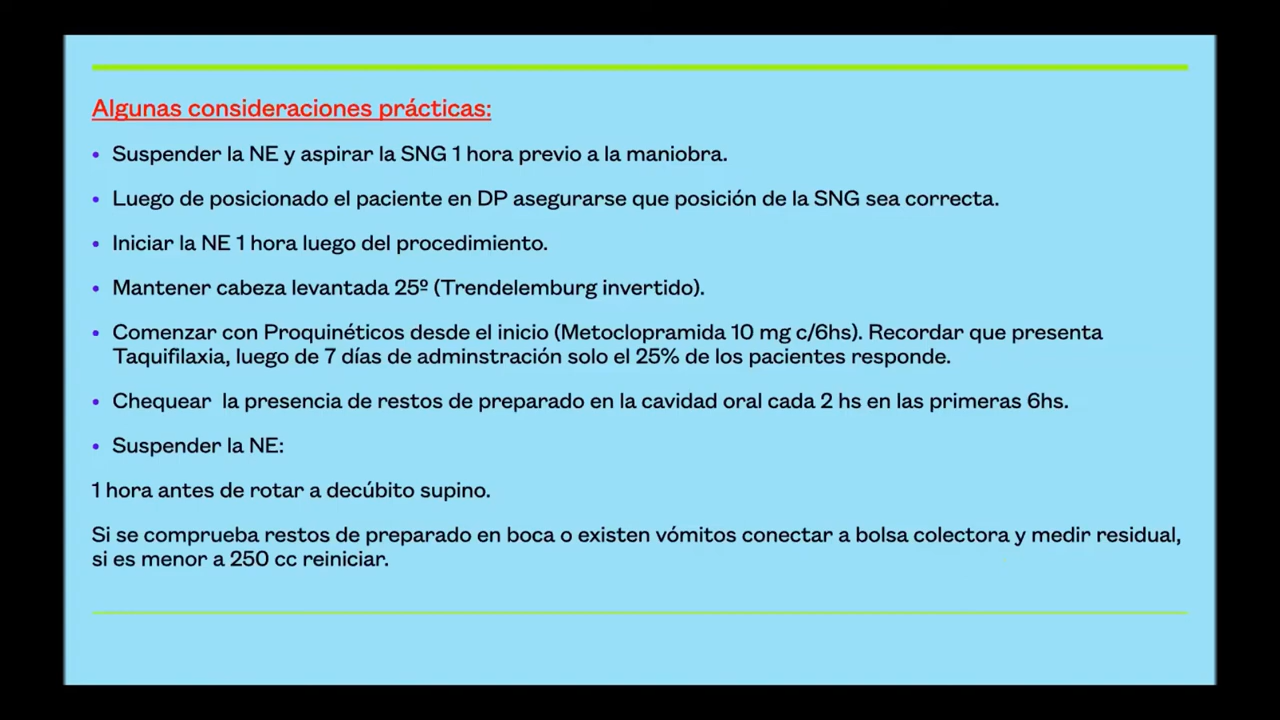 Algunas consideraciones prácticas:
• Suspender la NE y aspirar la SNG 1 hora previo a la maniobra.
• Luego de posicionado el paciente en DP asegurarse que posición de la SNG sea correcta.
• Iniciar la NE 1 hora luego del procedimiento.
• Mantener cabeza levantada 25º (Trendelemburg invertido).
• Comenzar con Proquinéticos desde el inicio (Metoclopramida 10 mg c/6hs). Recordar que presenta
Taquifilaxia, luego de 7 días de adminstración solo el 25% de los pacientes responde.
• Chequear  la presencia de restos de preparado en la cavidad oral cada 2 hs en las primeras 6hs.
• Suspender la NE:
1 hora antes de rotar a decúbito supino.
Si se comprueba restos de preparado en boca o existen vómitos conectar a bolsa colectora y medir residual,
si es menor a 250 cc reiniciar.